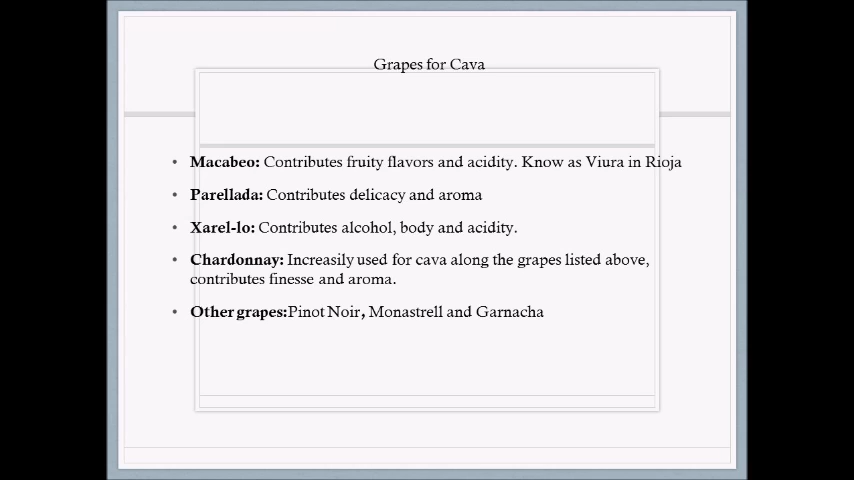 Grapes for Cava
• Macabeo: Contributes fruity flavors and acidity. Know as Viura in Rioja
• Parellada: Contributes delicacy and aroma
• Xarel-lo: Contributes alcohol, body and acidity.
• Chardonnay: Increasily used for cava along the grapes listed above,
contributes finesse and aroma.
• Other grapes:Pinot Noir, Monastrell and Garnacha